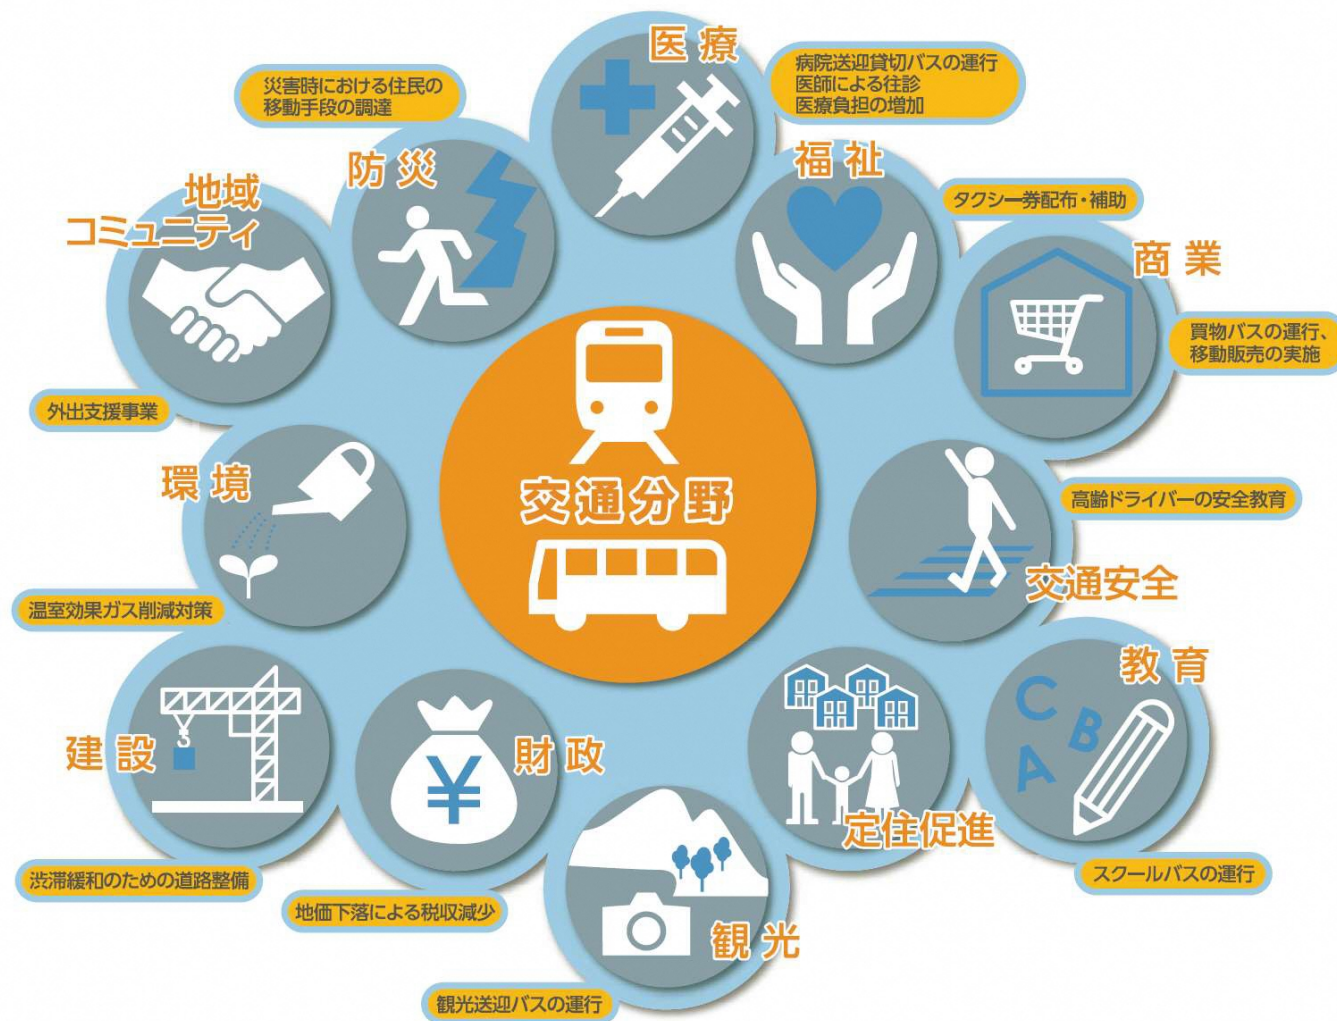 医療
病院送迎貸切バスの運行
医師による往診
医療負担の増加
災害時における住民の
移動手段の調達
防災
福祉
タクシー券配布・補助
地域
コミュニティ
商業
買物バスの運行、
移動販売の実施
外出支援事業
環境
交通分野
高齢ドライバーの安全教育
交通安全
温室効果ガス削減対策
教育
C
B
A
建設
財政
¥
定住促進
スクールバスの運行
渋滞緩和のための道路整備
地価下落による税収減少
観光
観光送迎バスの運行